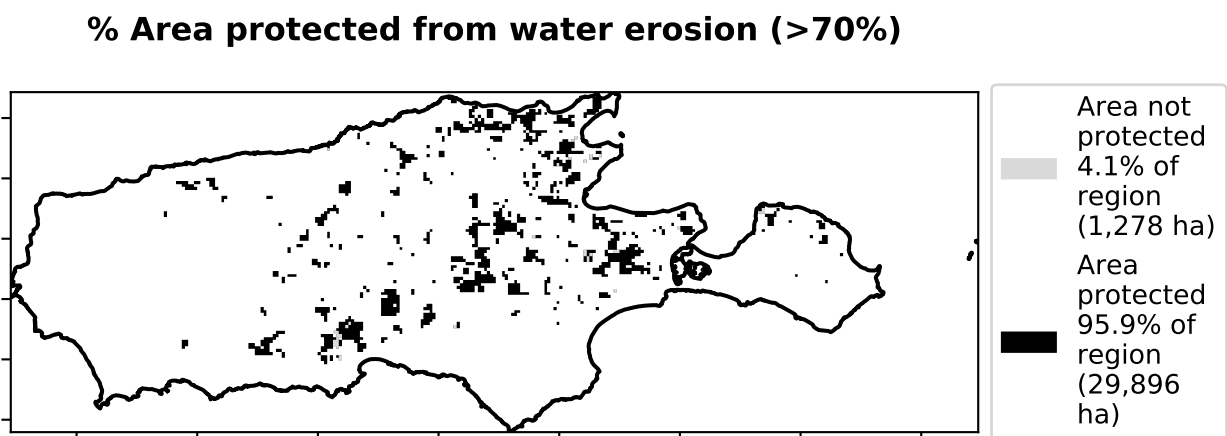 % Area protected from water erosion (>70%)
Area not
protected
4.1% of
region
(1,278 ha)
Area
protected
95.9% of
region
(29,896
ha)